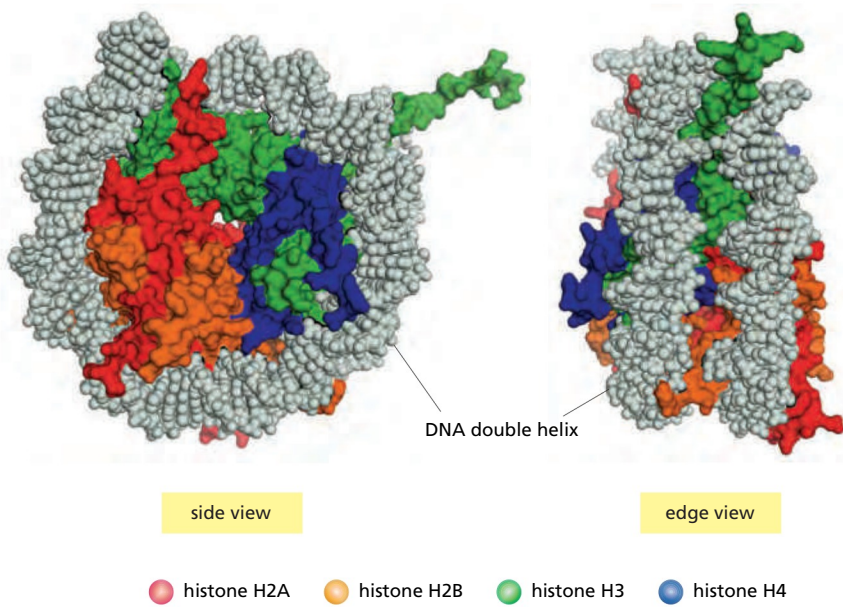 DNA double helix
side view
edge view
histone H2A
histone H2B
histone H3
histone H4